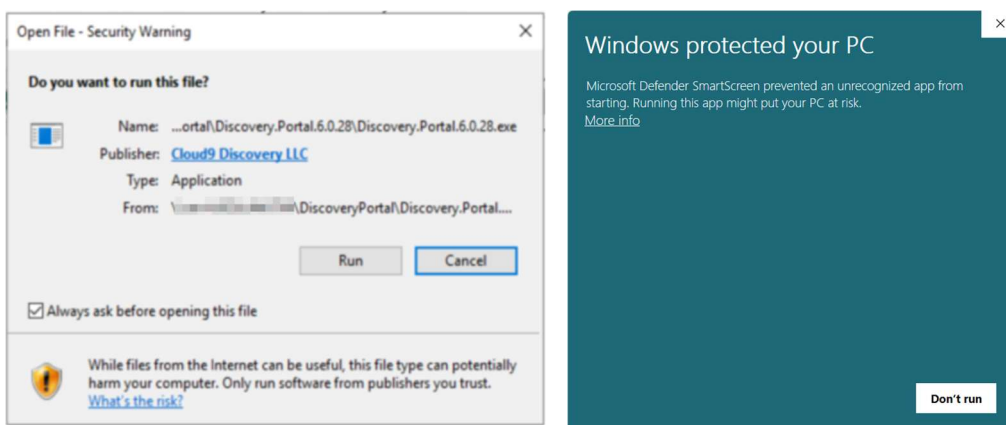 Open File - Security Warning
Do you want to run this file?
Name: ...ortal\Discovery.Portal.6.0.28\Discovery.Portal.6.0.28.exe
Publisher: Cloud9 Discovery LLC
Type: Application
From: \DiscoveryPortal\Discovery.Portal....
Run Cancel
Always ask before opening this file
While files from the Internet can be useful, this file type can potentially
harm your computer. Only run software from publishers you trust.
What's the risk?
Windows protected your PC
Microsoft Defender SmartScreen prevented an unrecognized app from
starting. Running this app might put your PC at risk.
More info
Don't run